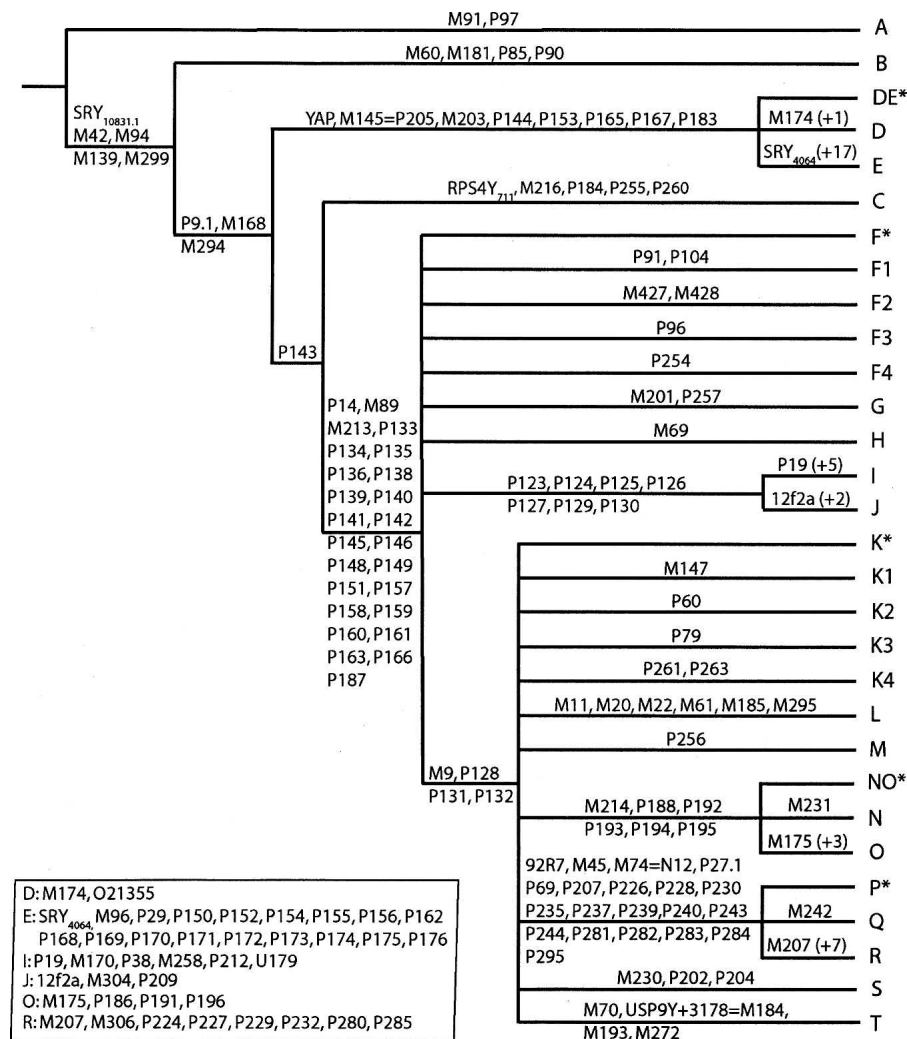 M91, P97
A
M60, M181, P85, P90
B
SRY10831.1
M42, M94
M139, M299
DE*
YAP, M145=P205, M203, P144, P153, P165, P167, P183
M174 (+1)
D
SRY4064(+17)
E
RPS4Y711, M216, P184, P255, P260
C
P9.1, M168
M294
F*
P91, P104
F1
M427, M428
F2
P96
F3
P143
P254
F4
P14, M89
M213, P133
P134, P135
P136, P138
P139, P140
P141, P142
P145, P146
P148, P149
P151, P157
P158, P159
P160, P161
P163, P166
P187
M201, P257
G
M69
H
P123, P124, P125, P126
P127, P129, P130
P19 (+5)
I
12f2a (+2)
J
K*
M147
K1
P60
K2
P79
K3
P261, P263
K4
M11, M20, M22, M61, M185, M295
L
P256
M
M9, P128
P131, P132
NO*
M214, P188, P192
P193, P194, P195
M231
N
M175 (+3)
O
92R7, M45, M74=N12, P27.1
P69, P207, P226, P228, P230
P235, P237, P239, P240, P243
P244, P281, P282, P283, P284
P295
P*
M242
Q
M207 (+7)
R
M230, P202, P204
S
M70, USP9Y+3178=M184,
M193, M272
T
D: M174, O21355
E: SRY4064, M96, P29, P150, P152, P154, P155, P156, P162
P168, P169, P170, P171, P172, P173, P174, P175, P176
I: P19, M170, P38, M258, P212, U179
J: 12f2a, M304, P209
O: M175, P186, P191, P196
R: M207, M306, P224, P227, P229, P232, P280, P285